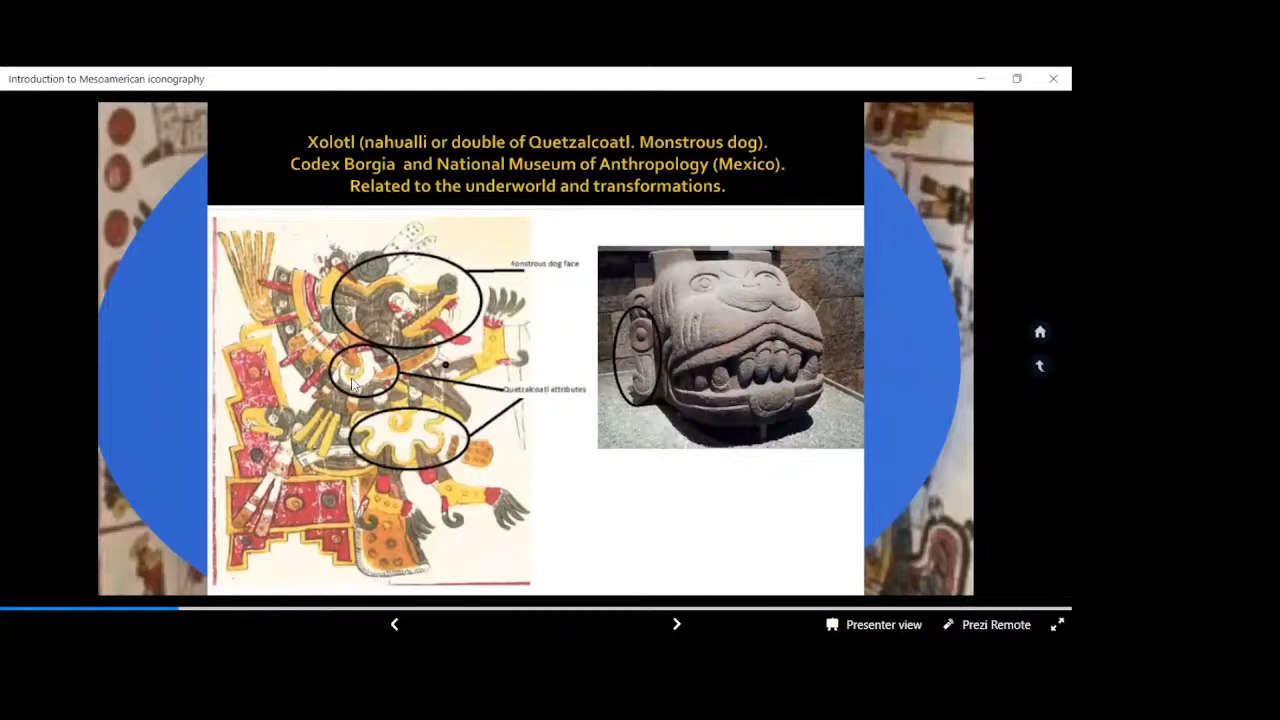 Introduction to Mesoamerican iconography
Xolotl (nahualli or double of Quetzalcoatl. Monstrous dog).
Codex Borgia and National Museum of Anthropology (Mexico).
Related to the underworld and transformations.
Monstrous dog face
Quetzalcoatl attributes
Presenter view
Prezi Remote